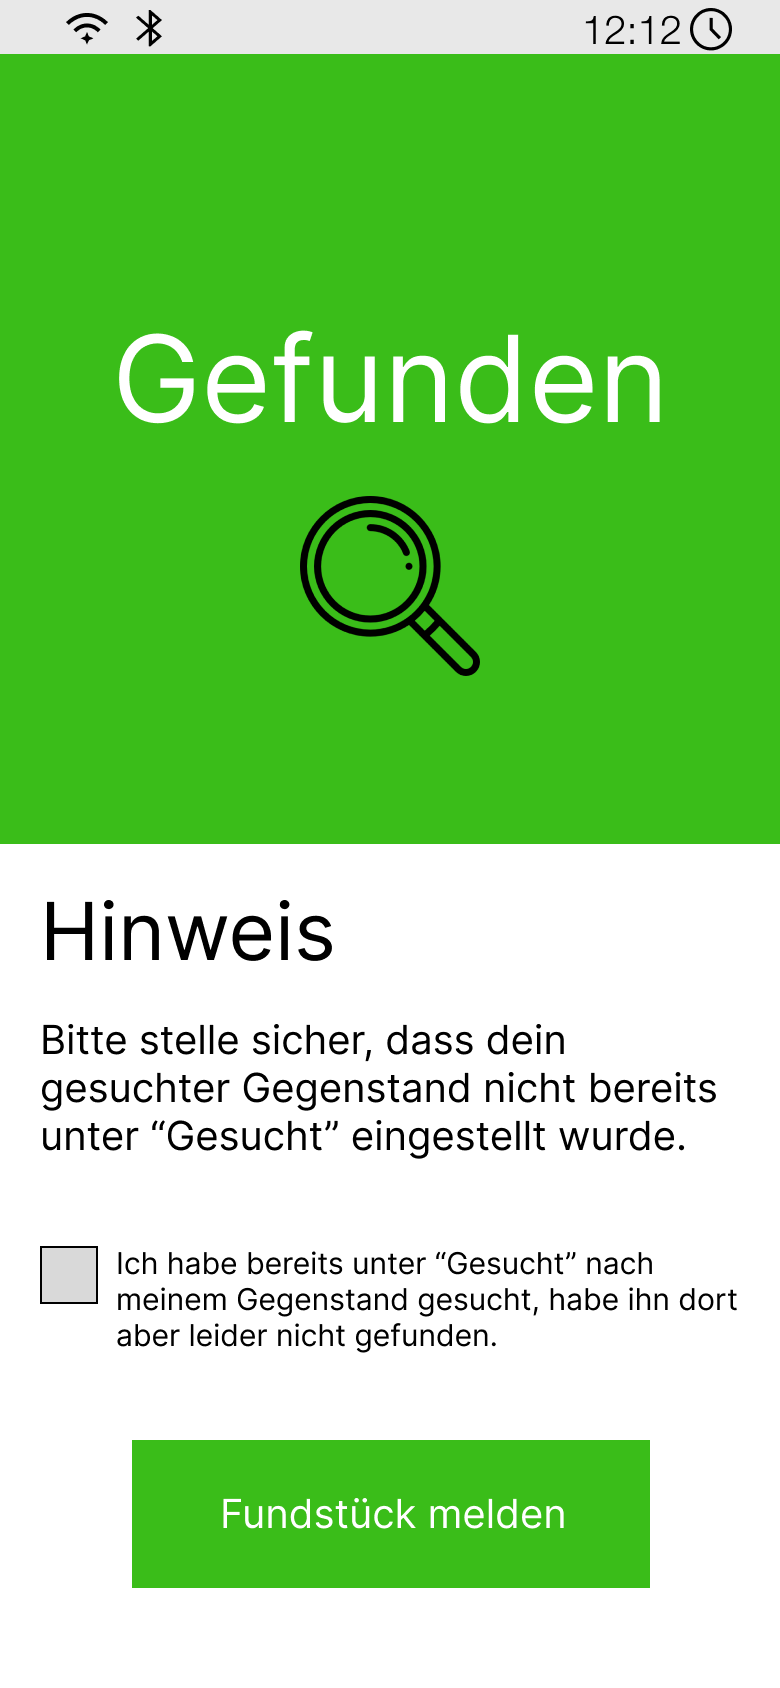 12:12
Gefunden
Hinweis
Bitte stelle sicher, dass dein
gesuchter Gegenstand nicht bereits
unter “Gesucht” eingestellt wurde.
Ich habe bereits unter “Gesucht” nach
meinem Gegenstand gesucht, habe ihn dort
aber leider nicht gefunden.
Fundstück melden